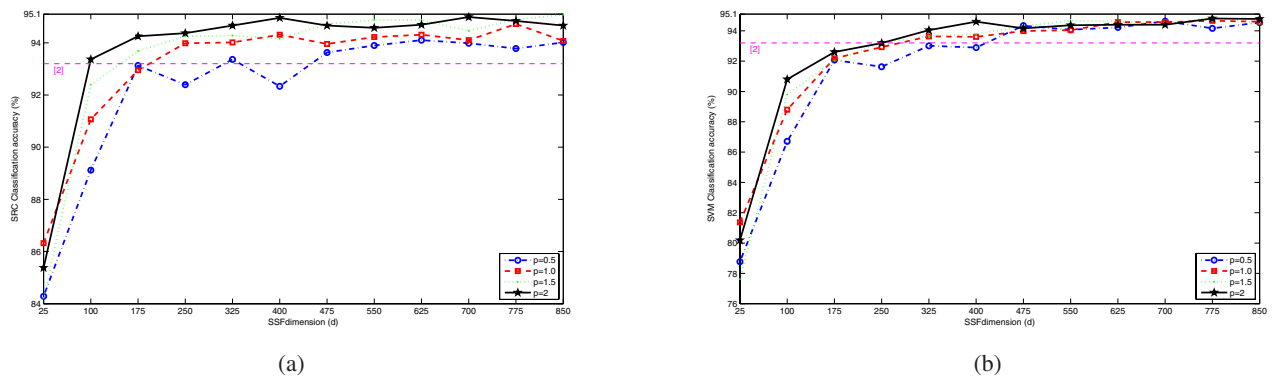 95.1
94
92
90
88
86
84
SRC Classification accuracy (%)
[2]
p=0.5
p=1.0
p=1.5
p=2
25 100 175 250 325 400 475 550 625 700 775 850
SSFdimension (d)
(a)
95.1
94
92
90
88
86
84
82
80
78
76
SVM Classification accuracy (%)
[2]
p=0.5
p=1.0
p=1.5
p=2
25 100 175 250 325 400 475 550 625 700 775 850
SSFdimension (d)
(b)